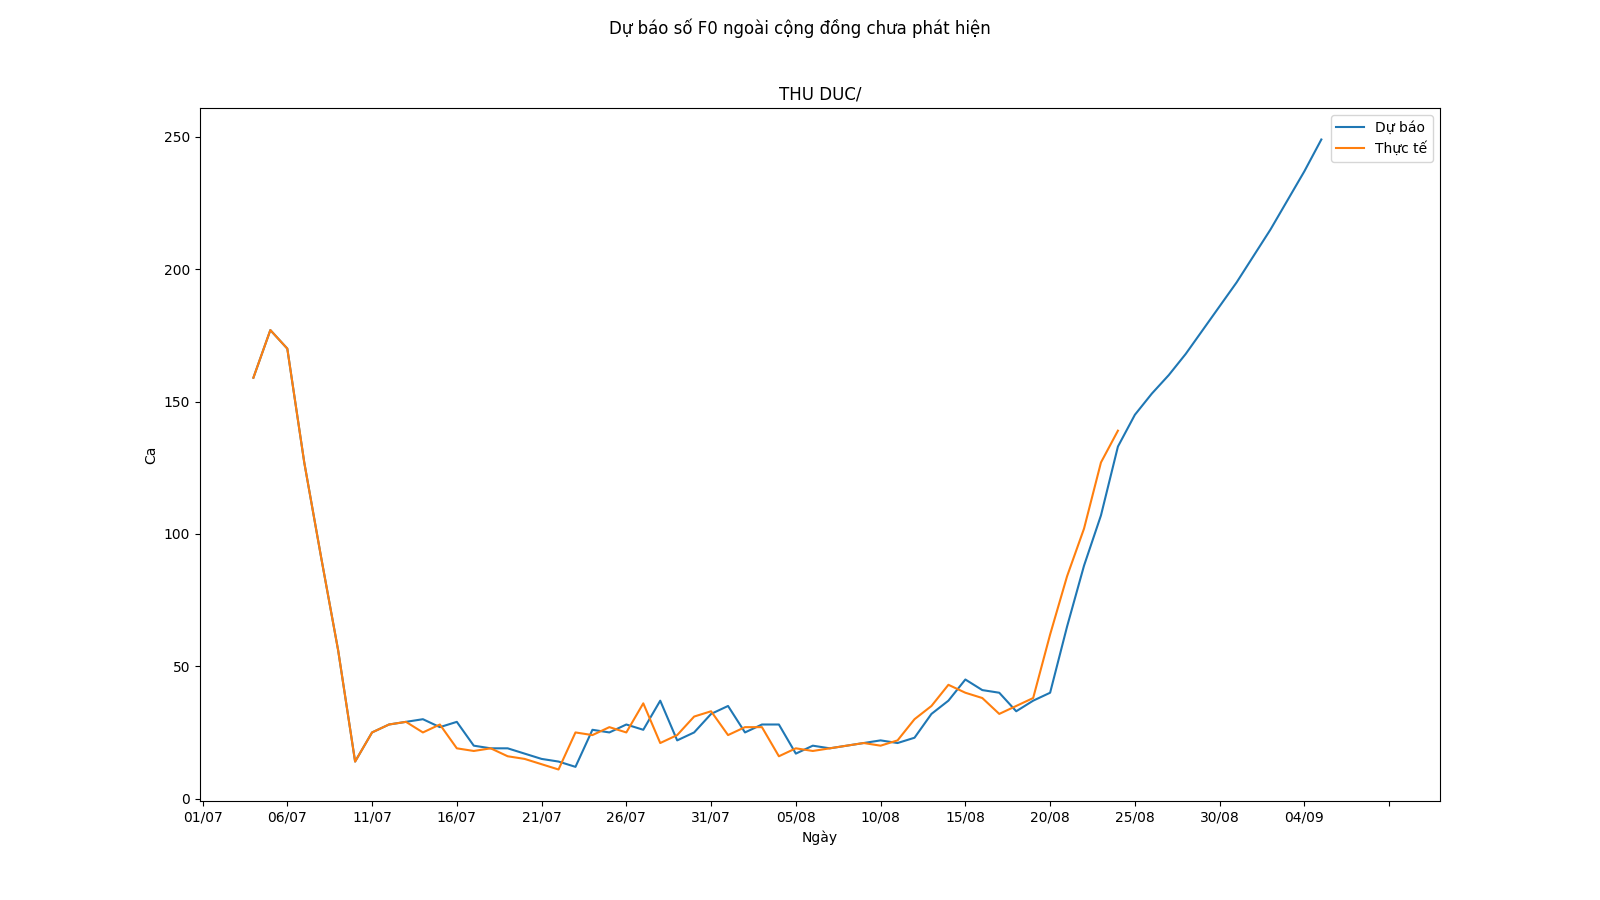 Dự báo số F0 ngoài cộng đồng chưa phát hiện
THU DUC/
Dự báo
Thực tế
250
200
150
100
50
0
Ca
01/07 06/07 11/07 16/07 21/07 26/07 31/07 05/08 10/08 15/08 20/08 25/08 30/08 04/09
Ngày